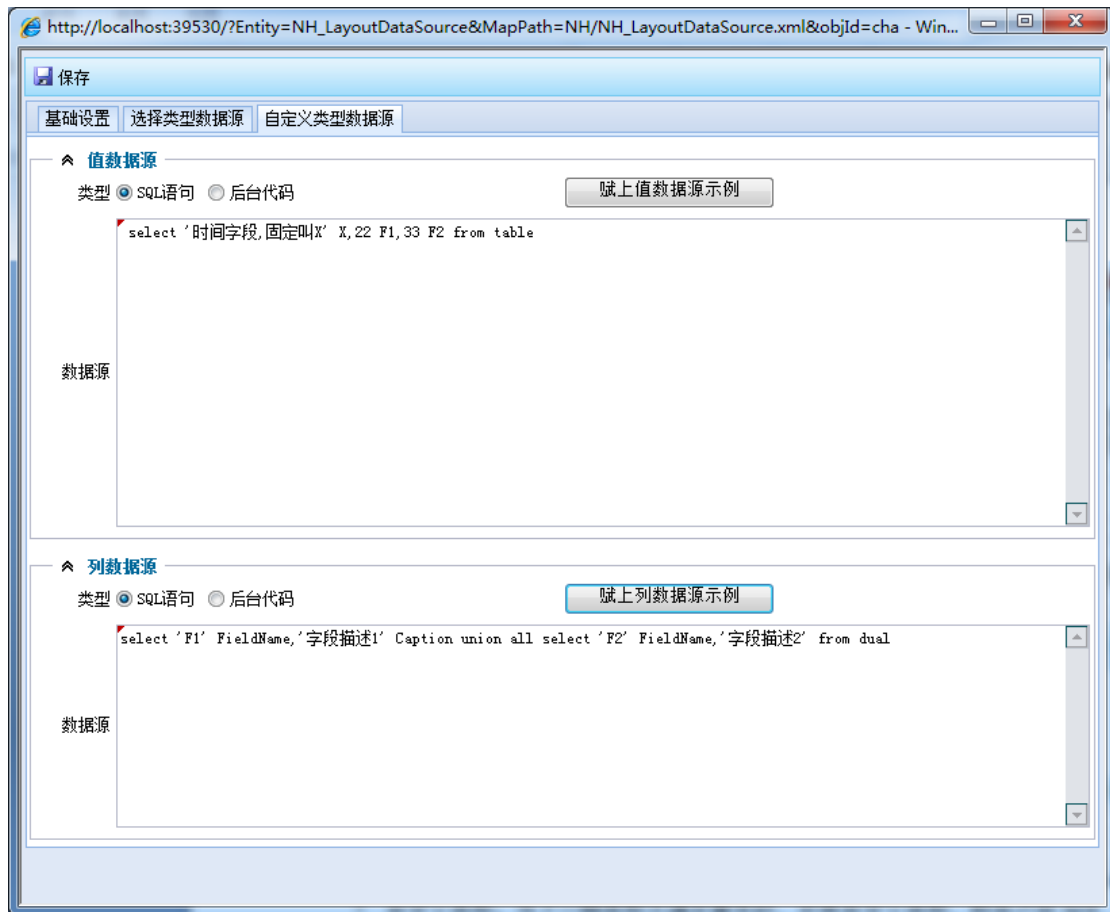 http://localhost:39530/?Entity=NH_LayoutDataSource&MapPath=NH/NH_LayoutDataSource.xml&objId=cha - Win...
保存
基础设置 选择类型数据源 自定义类型数据源
值数据源
类型 SQL语句 后台代码 赋上值数据源示例
select '时间字段,固定叫X' X,22 F1,33 F2 from table
数据源
列数据源
类型 SQL语句 后台代码 赋上列数据源示例
select 'F1' FieldName,'字段描述1' Caption union all select 'F2' FieldName,'字段描述2' from dual
数据源